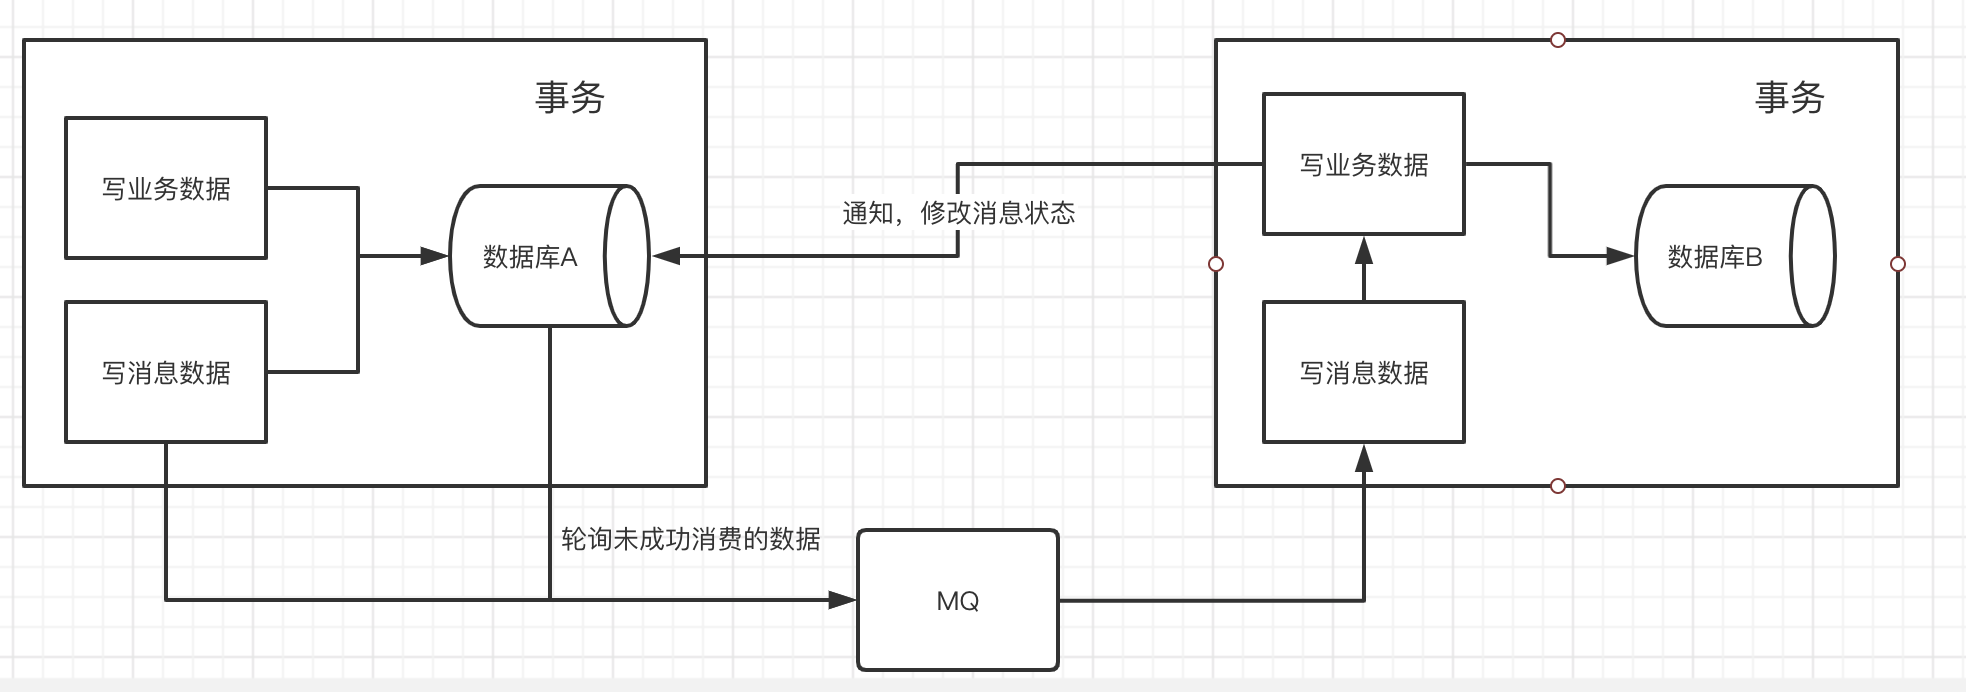 事务
写业务数据
数据库A
写消息数据
通知，修改消息状态
事务
写业务数据
数据库B
写消息数据
轮询未成功消费的数据
MQ